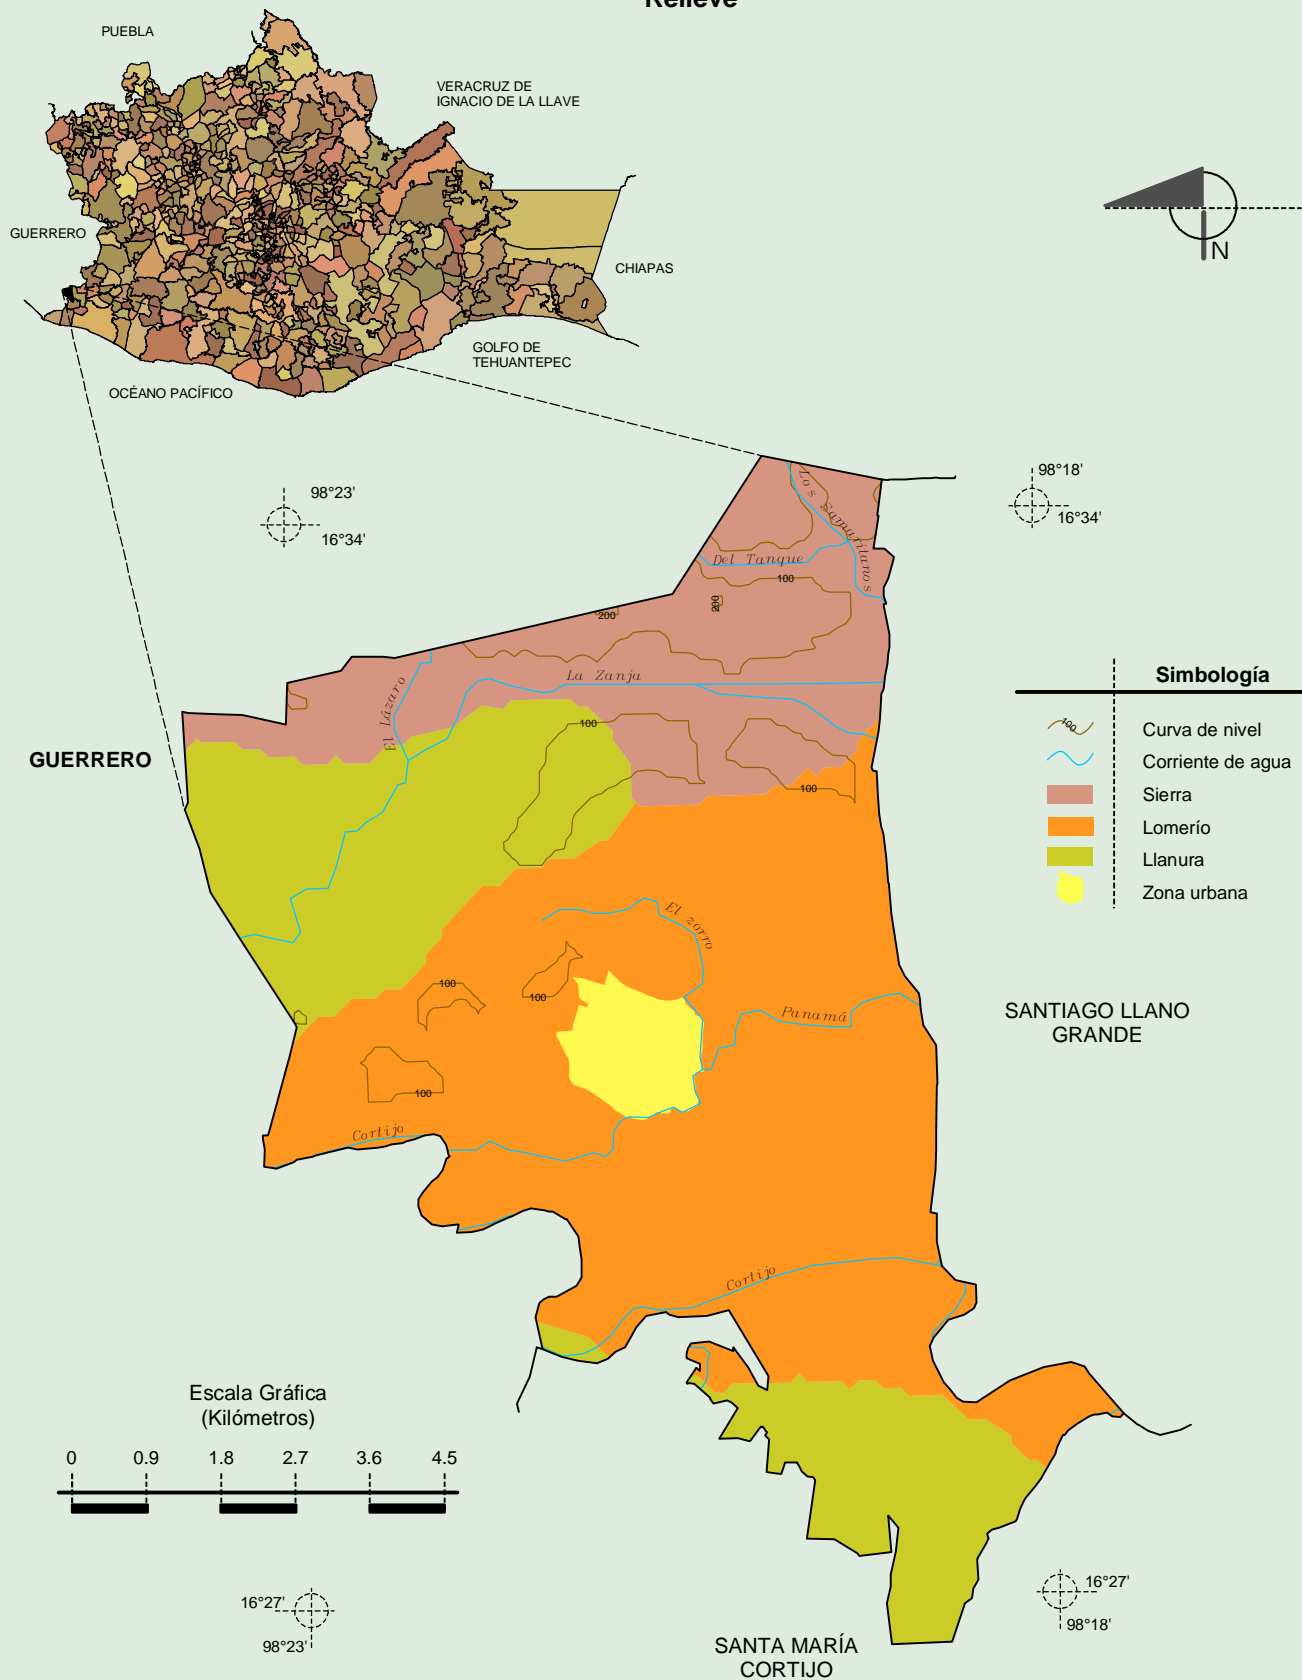 Relieve
PUEBLA
VERACRUZ DE
IGNACIO DE LA LLAVE
GUERRERO
CHIAPAS
GOLFO DE
TEHUANTEPEC
OCÉANO PACÍFICO
N
98°23'
16°34'
98°18'
16°34'
Los Samaritanos
Del Tanque
100
200
200
La Zanja
El Lázaro
100
100
GUERRERO
Simbología
100
Curva de nivel
Corriente de agua
Sierra
Lomerío
Llanura
Zona urbana
El zorro
100
100
Panamá
SANTIAGO LLANO
GRANDE
100
Cortijo
Cortijo
Escala Gráfica
(Kilómetros)
0 0.9 1.8 2.7 3.6 4.5
16°27'
98°23'
16°27'
98°18'
SANTA MARÍA
CORTIJO